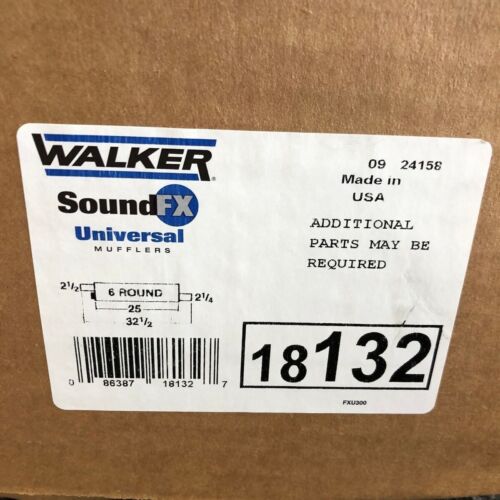 WALKER
SoundFX
Universal
MUFFLERS
09 24158
Made in
USA
ADDITIONAL
PARTS MAY BE
REQUIRED
2 1/2
6 ROUND
2 1/4
25
32 1/2
18132
0 86387 18132 7
FXU300